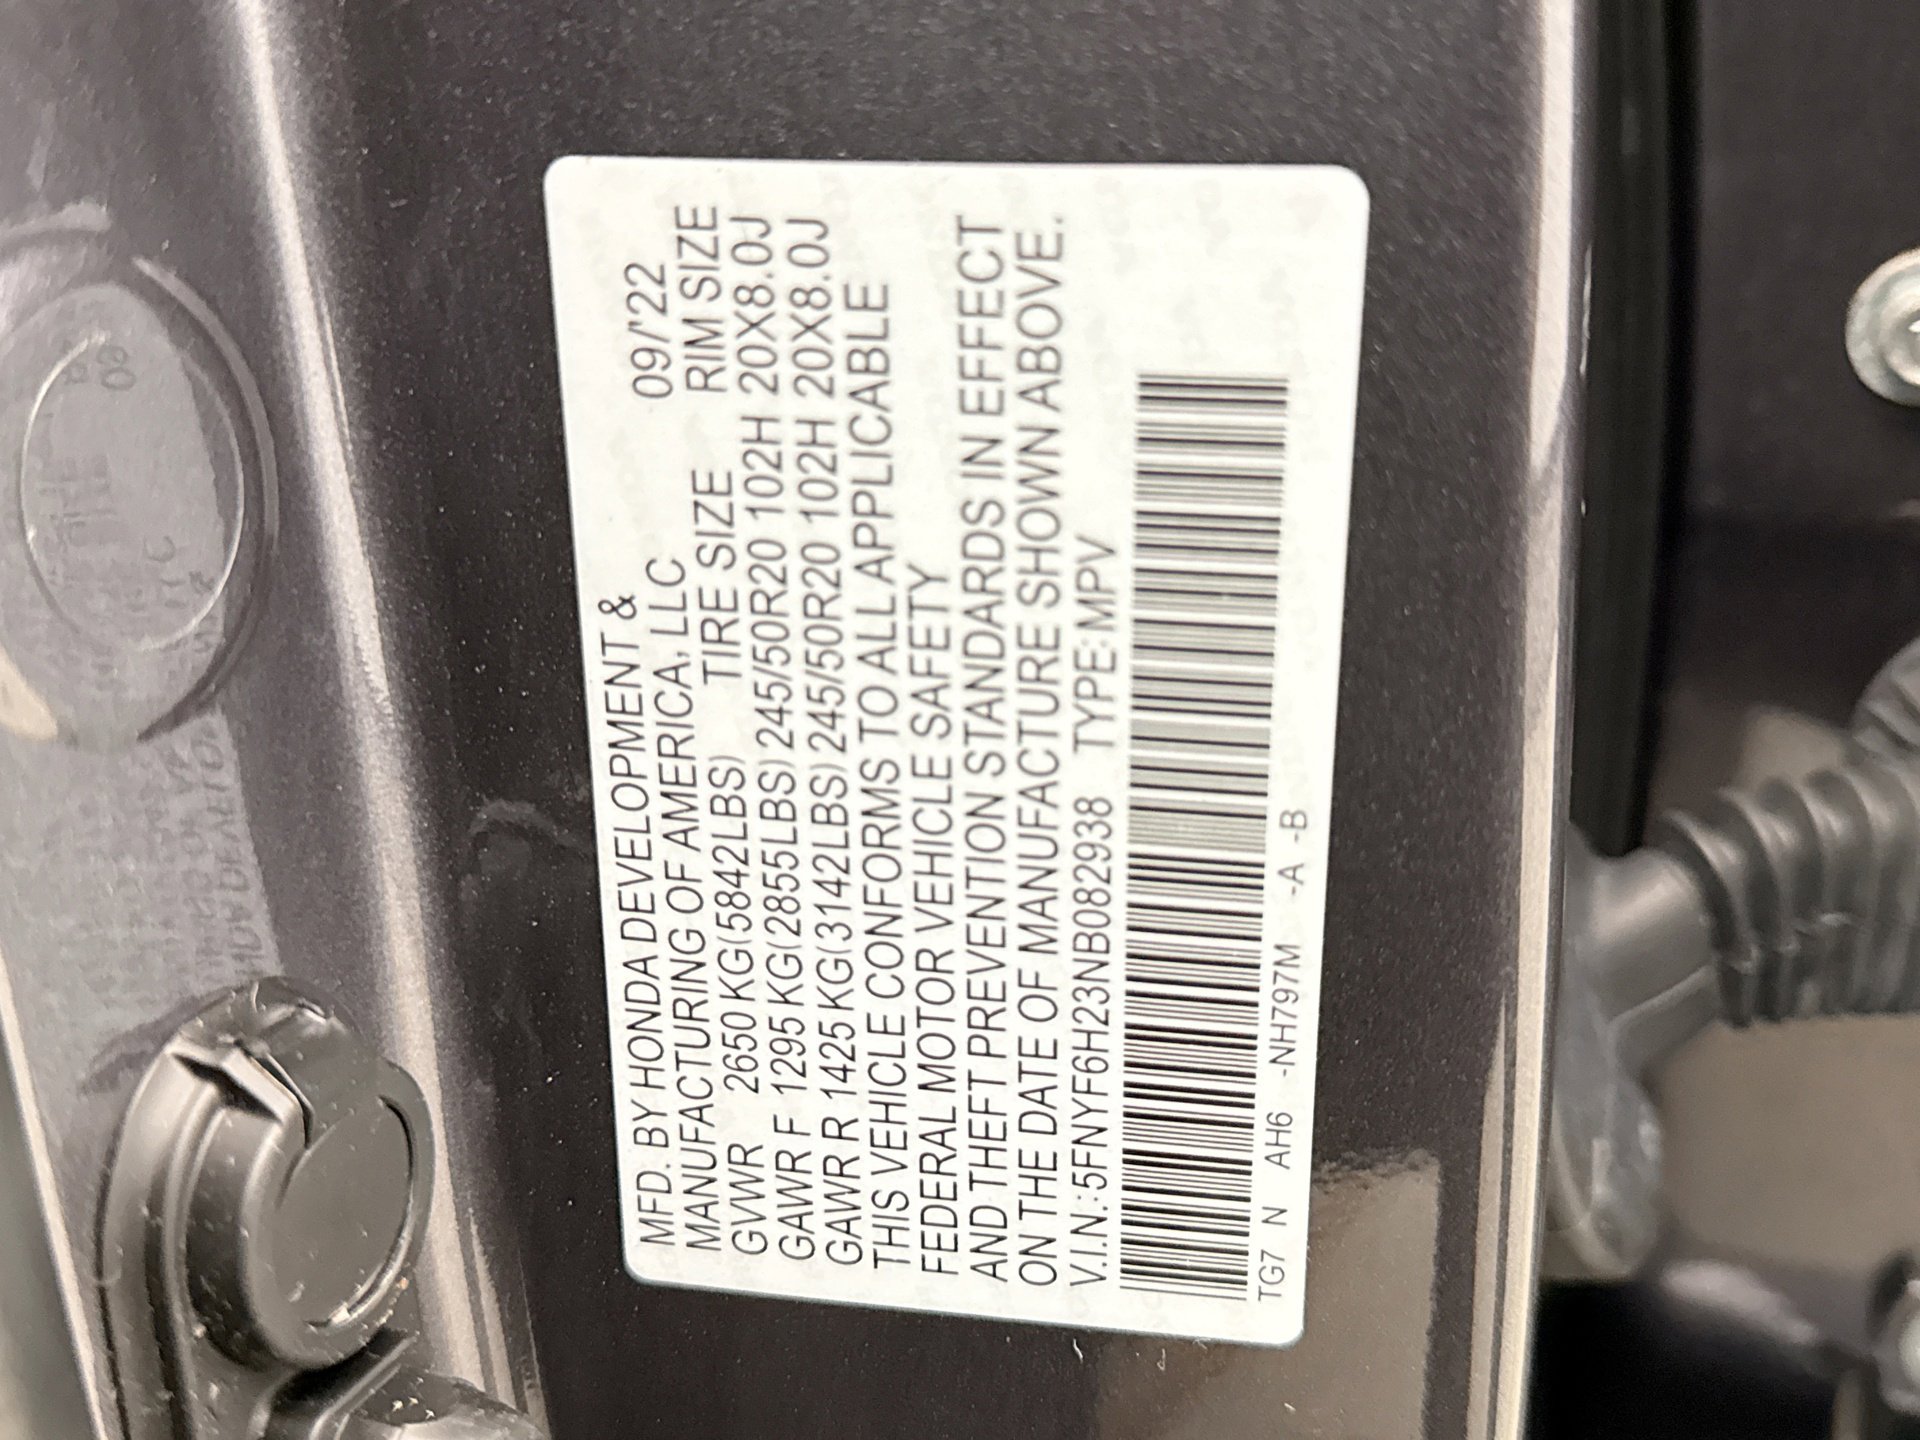 MFD. BY HONDA DEVELOPMENT &
MANUFACTURING OF AMERICA, LLC 09/'22
GVWR 2650 KG(5842LBS) TIRE SIZE RIM SIZE
GAWR F 1295 KG(2855LBS) 245/50R20 102H 20X8.0J
GAWR R 1425 KG(3142LBS) 245/50R20 102H 20X8.0J
THIS VEHICLE CONFORMS TO ALL APPLICABLE
FEDERAL MOTOR VEHICLE SAFETY
AND THEFT PREVENTION STANDARDS IN EFFECT
ON THE DATE OF MANUFACTURE SHOWN ABOVE.
V.I.N.:5FNYF6H23NB082938 TYPE:MPV
TG7 N AH6 -NH797M -A -B